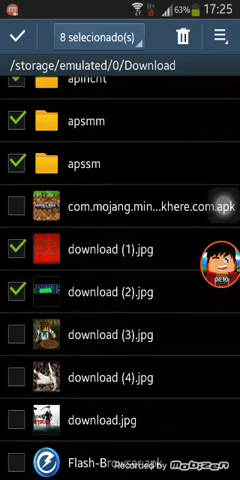 63% 17:25
8 selecionado(s)
/storage/emulated/0/Download
apsmm
apssm
com.mojang.min...khere.com.apk
download (1).jpg
download (2).jpg
download (3).jpg
download (4).jpg
download.jpg
Flash-Browser.apk
Recorded by mobizen